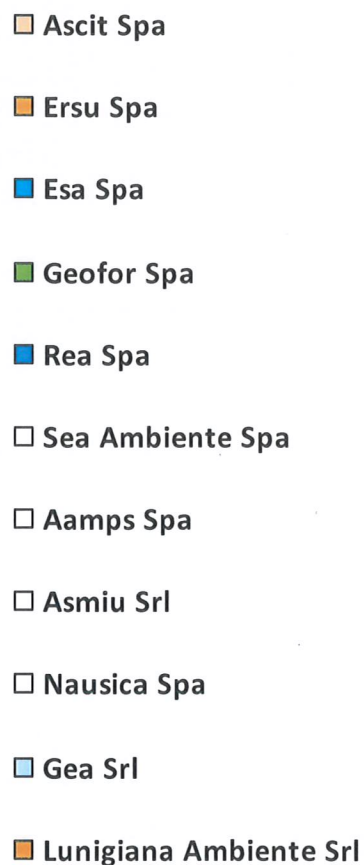 Ascit Spa
Ersu Spa
Esa Spa
Geofor Spa
Rea Spa
Sea Ambiente Spa
Aamps Spa
Asmiu Srl
Nausica Spa
Gea Srl
Lunigiana Ambiente Srl